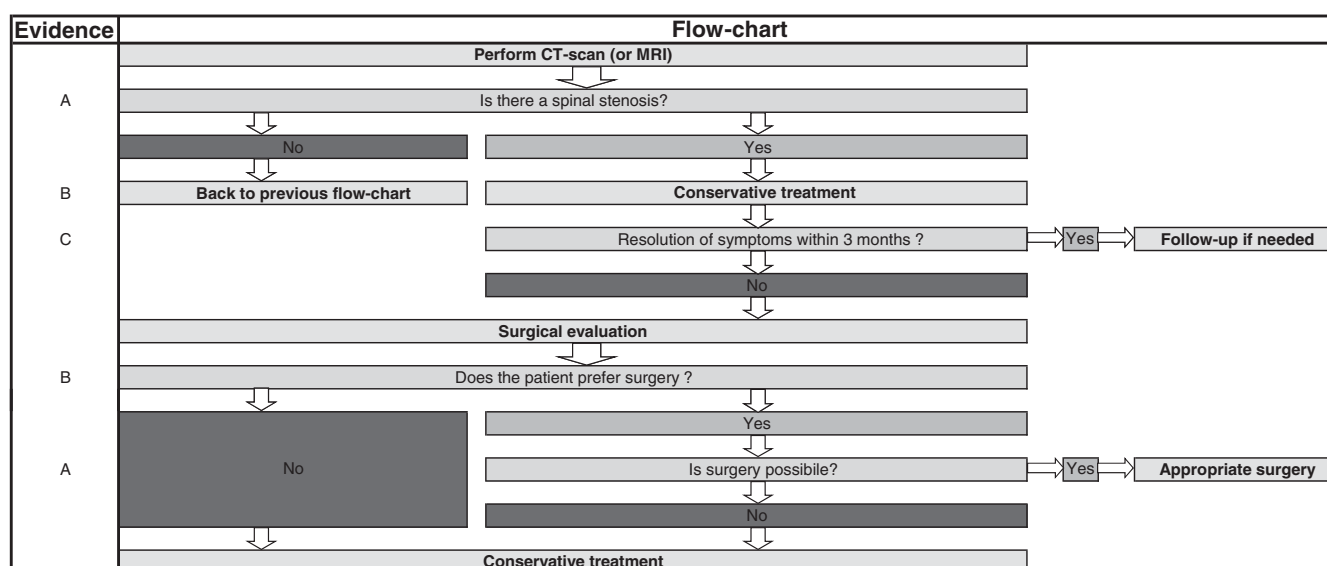 Evidence Flow-chart
Perform CT-scan (or MRI)
A Is there a spinal stenosis?
No Yes
B Back to previous flow-chart Conservative treatment
C Resolution of symptoms within 3 months ? Yes Follow-up if needed
No
Surgical evaluation
B Does the patient prefer surgery ?
Yes
A No Is surgery possibile? Yes Appropriate surgery
No
Conservative treatment